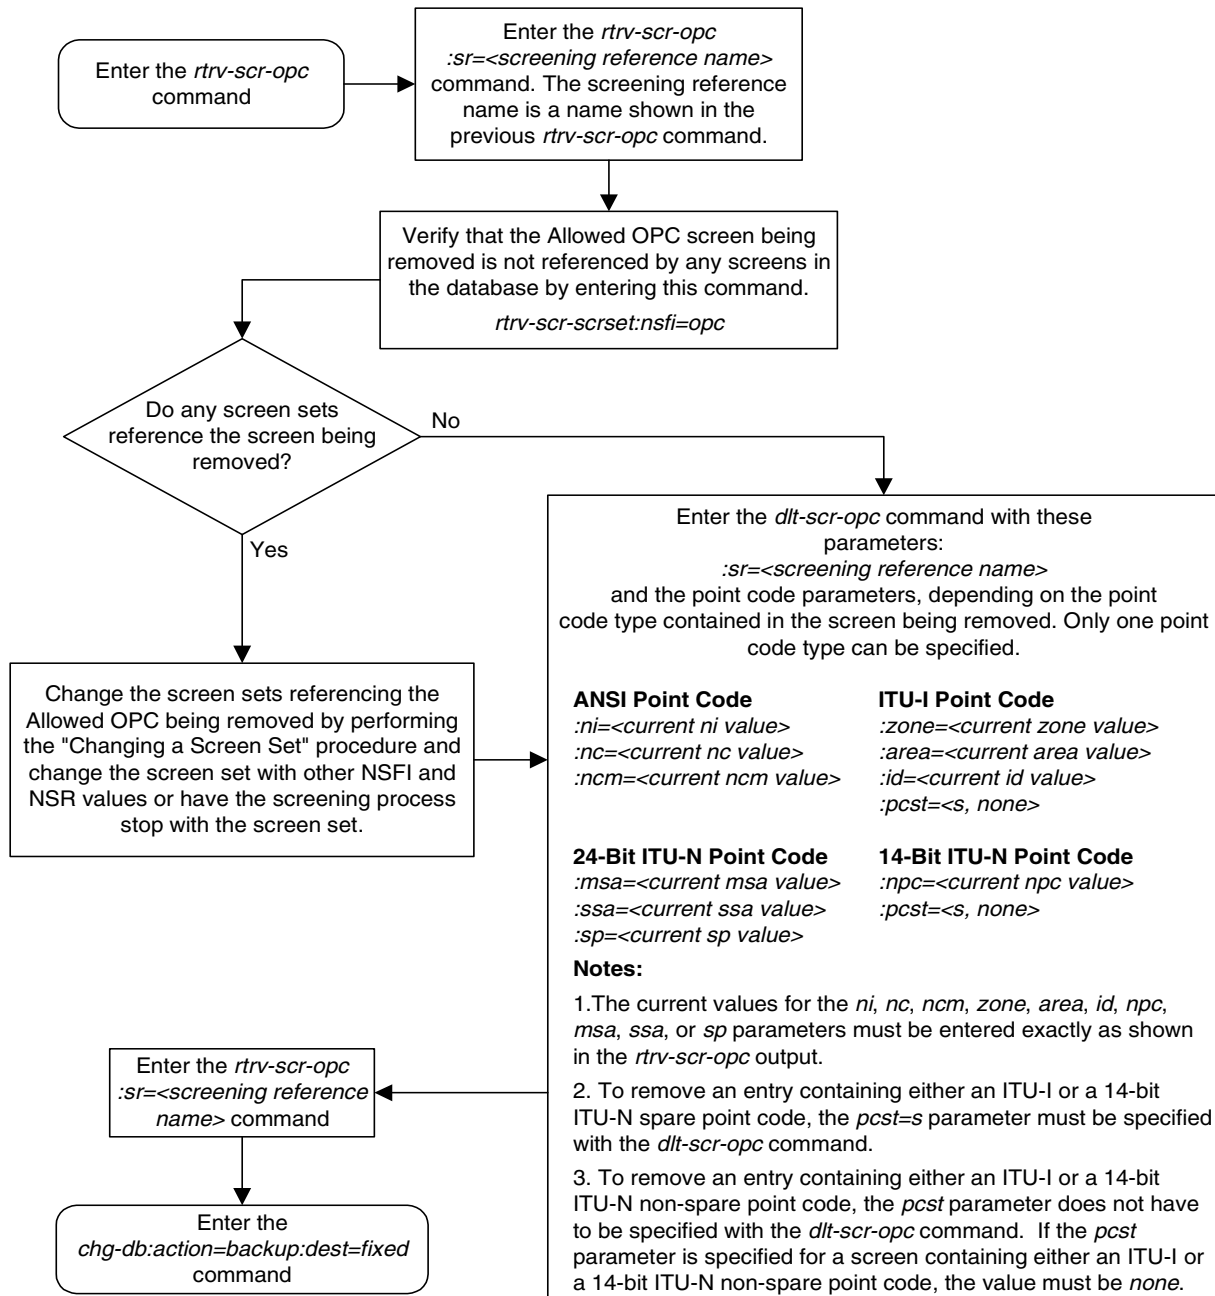 Enter the rtrv-scr-opc
command
Enter the rtrv-scr-opc
:sr=<screening reference name>
command. The screening reference
name is a name shown in the
previous rtrv-scr-opc command.
Verify that the Allowed OPC screen being
removed is not referenced by any screens in
the database by entering this command.
rtrv-scr-scrset:nsfi=opc
Do any screen sets
reference the screen being
removed?
No
Yes
Change the screen sets referencing the
Allowed OPC being removed by performing
the "Changing a Screen Set" procedure and
change the screen set with other NSFI and
NSR values or have the screening process
stop with the screen set.
Enter the dlt-scr-opc command with these
parameters:
:sr=<screening reference name>
and the point code parameters, depending on the point
code type contained in the screen being removed. Only one point
code type can be specified.
ANSI Point Code
:ni=<current ni value>
:nc=<current nc value>
:ncm=<current ncm value>
ITU-I Point Code
:zone=<current zone value>
:area=<current area value>
:id=<current id value>
:pcst=<s, none>
24-Bit ITU-N Point Code
:msa=<current msa value>
:ssa=<current ssa value>
:sp=<current sp value>
14-Bit ITU-N Point Code
:npc=<current npc value>
:pcst=<s, none>
Notes:
1.The current values for the ni, nc, ncm, zone, area, id, npc,
msa, ssa, or sp parameters must be entered exactly as shown
in the rtrv-scr-opc output.
2. To remove an entry containing either an ITU-I or a 14-bit
ITU-N spare point code, the pcst=s parameter must be specified
with the dlt-scr-opc command.
3. To remove an entry containing either an ITU-I or a 14-bit
ITU-N non-spare point code, the pcst parameter does not have
to be specified with the dlt-scr-opc command. If the pcst
parameter is specified for a screen containing either an ITU-I or
a 14-bit ITU-N non-spare point code, the value must be none.
Enter the rtrv-scr-opc
:sr=<screening reference
name> command
Enter the
chg-db:action=backup:dest=fixed
command